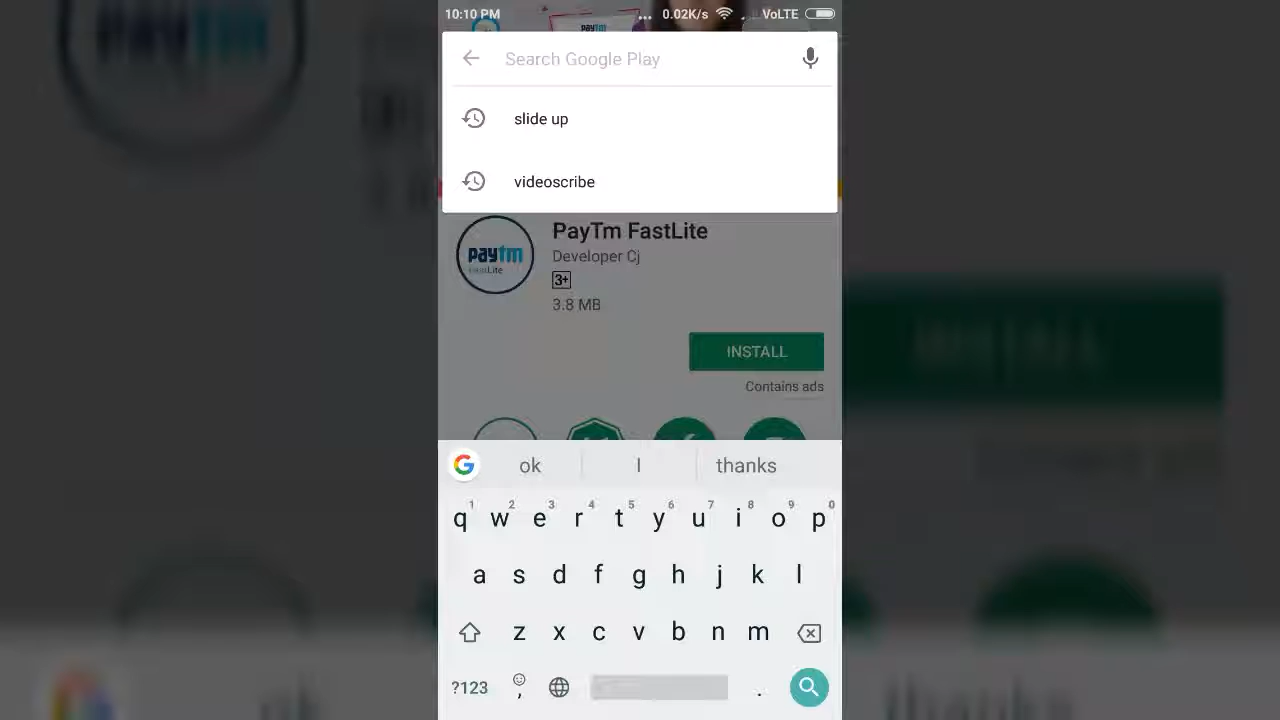 10:10 PM ... 0.02K/s VoLTE
paytm
Search Google Play
slide up
videoscribe
PayTm FastLite
paytm
FastLite
Developer Cj
3+
3.8 MB
INSTALL
Contains ads
ok I thanks
1 2 3 4 5 6 7 8 9 0
q w e r t y u i o p
a s d f g h j k l
z x c v b n m
?123 , .